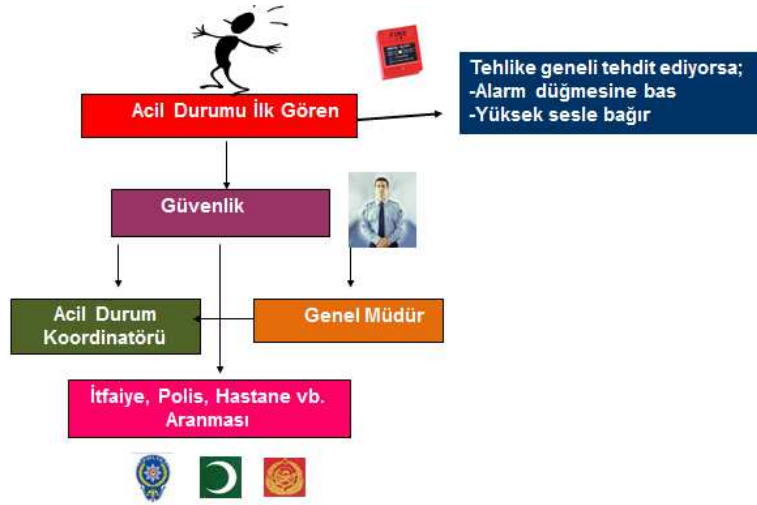 FIRE
Tehlike geneli tehdit ediyorsa;
-Alarm düğmesine bas
-Yüksek sesle bağır
Acil Durumu İlk Gören
Güvenlik
Acil Durum
Koordinatörü
Genel Müdür
İtfaiye, Polis, Hastane vb.
Aranması